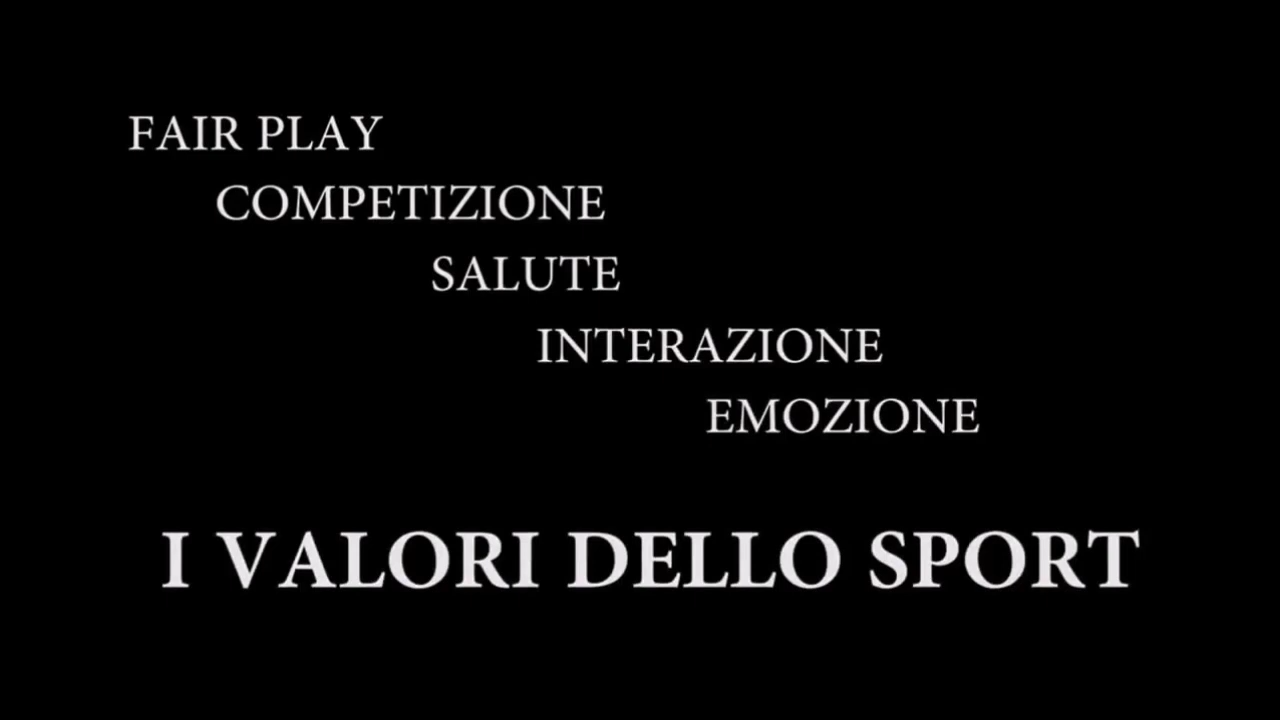 FAIR PLAY
COMPETIZIONE
SALUTE
INTERAZIONE
EMOZIONE
I VALORI DELLO SPORT